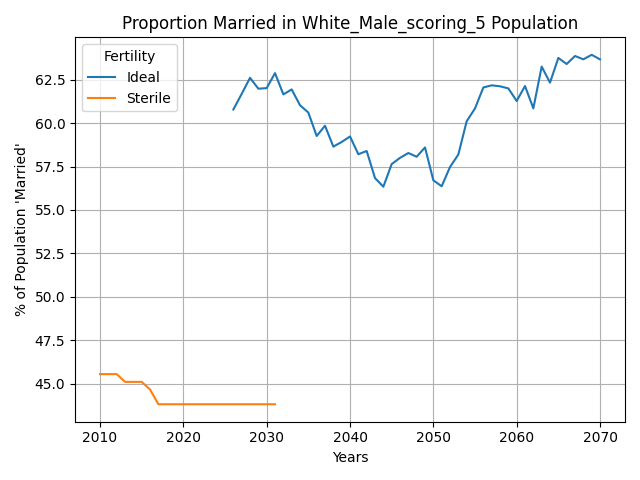 Proportion Married in White_Male_scoring_5 Population
Fertility
Ideal
Sterile
% of Population 'Married'
62.5
60.0
57.5
55.0
52.5
50.0
47.5
45.0
2010 2020 2030 2040 2050 2060 2070
Years